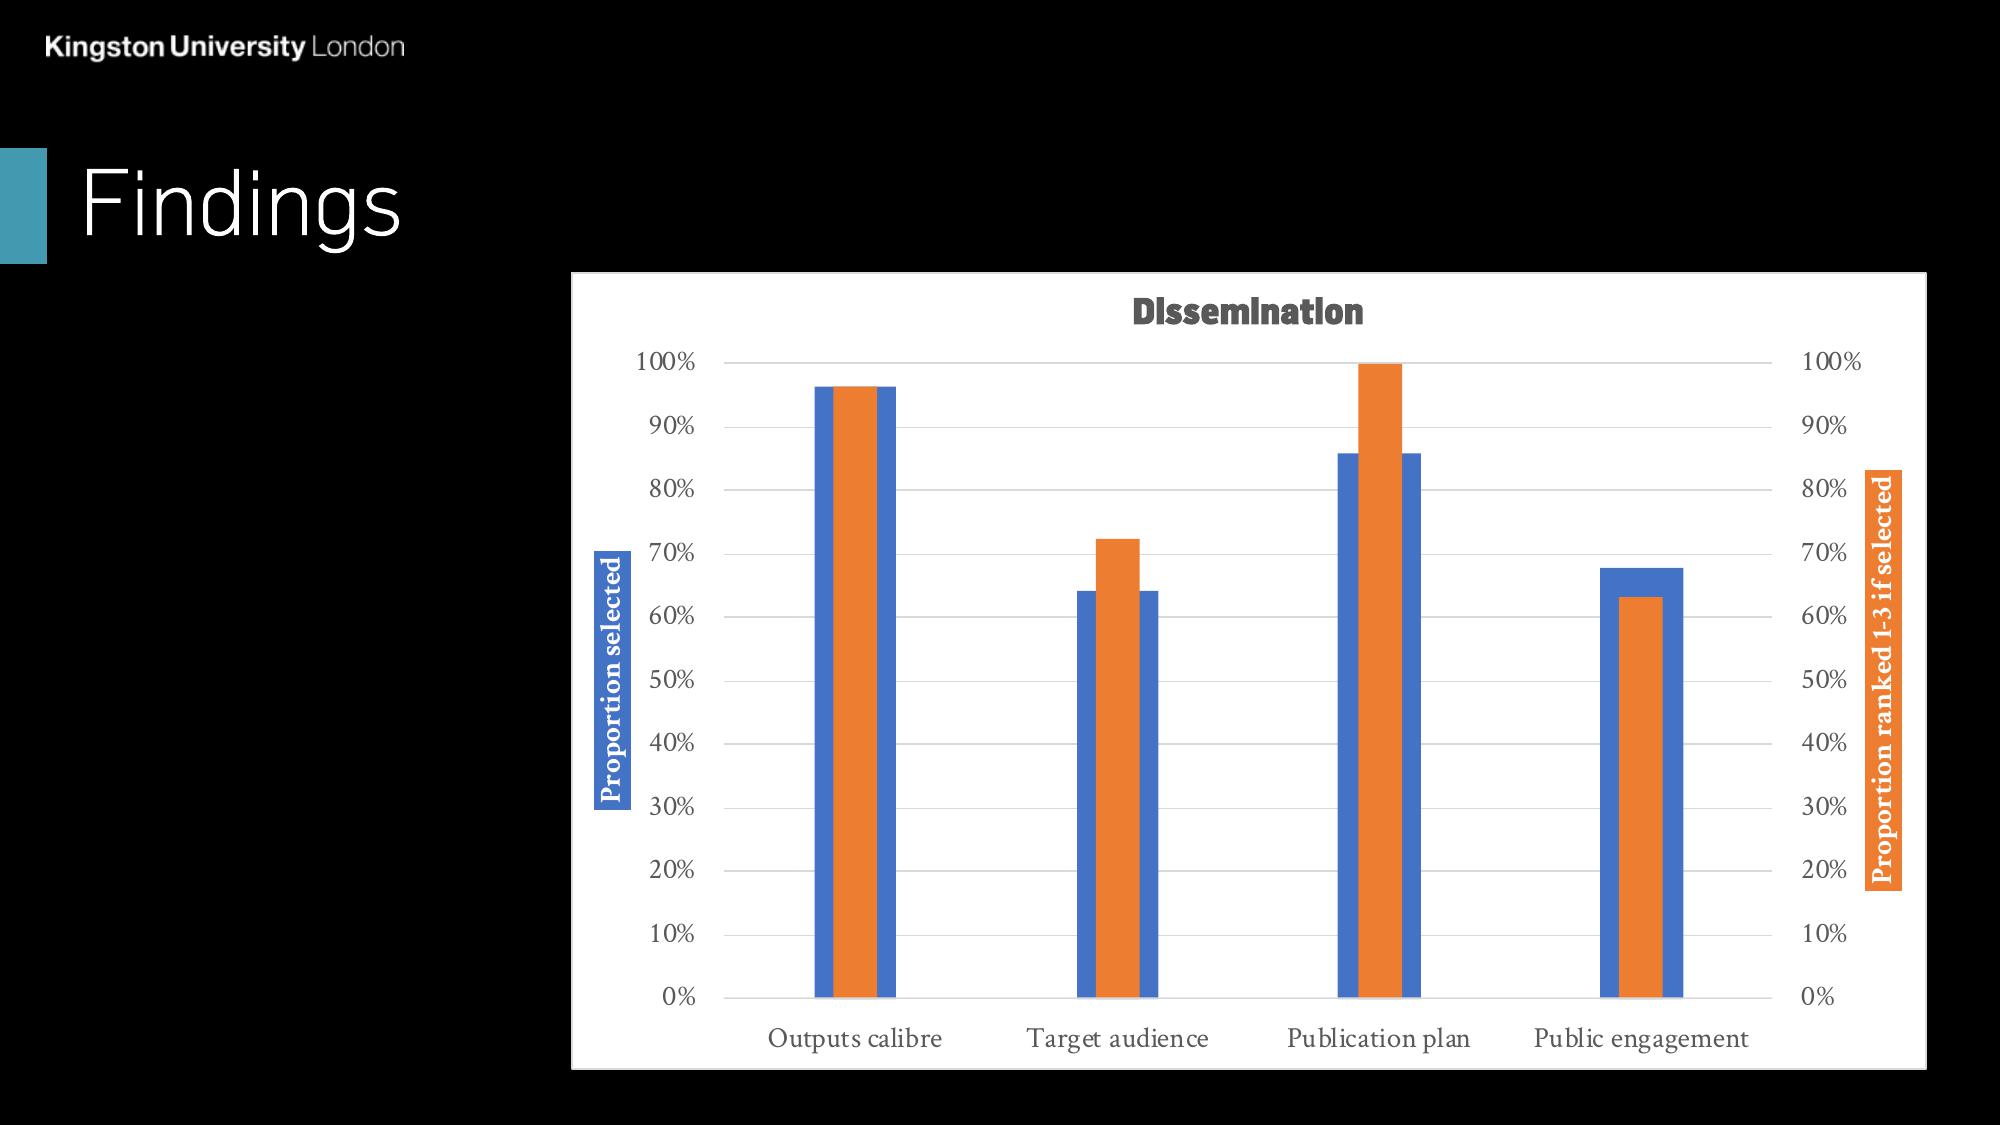 Kingston University London
Findings
Dissemination
100%
90%
80%
70%
60%
50%
40%
30%
20%
10%
0%
Proportion selected
100%
90%
80%
70%
60%
50%
40%
30%
20%
10%
0%
Proportion ranked 1-3 if selected
Outputs calibre
Target audience
Publication plan
Public engagement